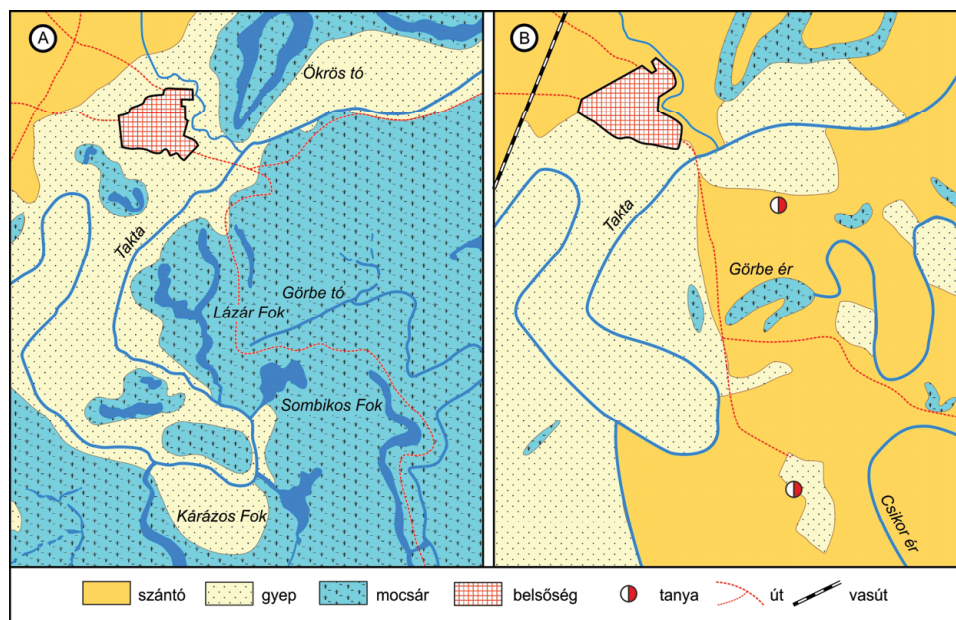 A
Ökrös tó
Takta
Görbe tó
Lázár Fok
Sombikos Fok
Kárázos Fok
B
Takta
Görbe ér
Csikor ér
szántó
gyep
mocsár
belsőség
tanya
út
vasút